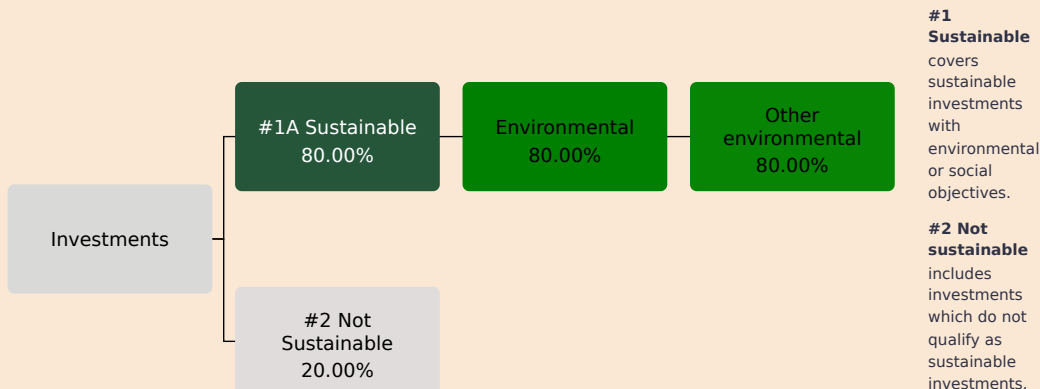 #1A Sustainable
80.00%
Environmental
80.00%
Other
environmental
80.00%
Investments
#2 Not
Sustainable
20.00%
#1
Sustainable
covers
sustainable
investments
with
environmental
or social
objectives.
#2 Not
sustainable
includes
investments
which do not
qualify as
sustainable
investments.